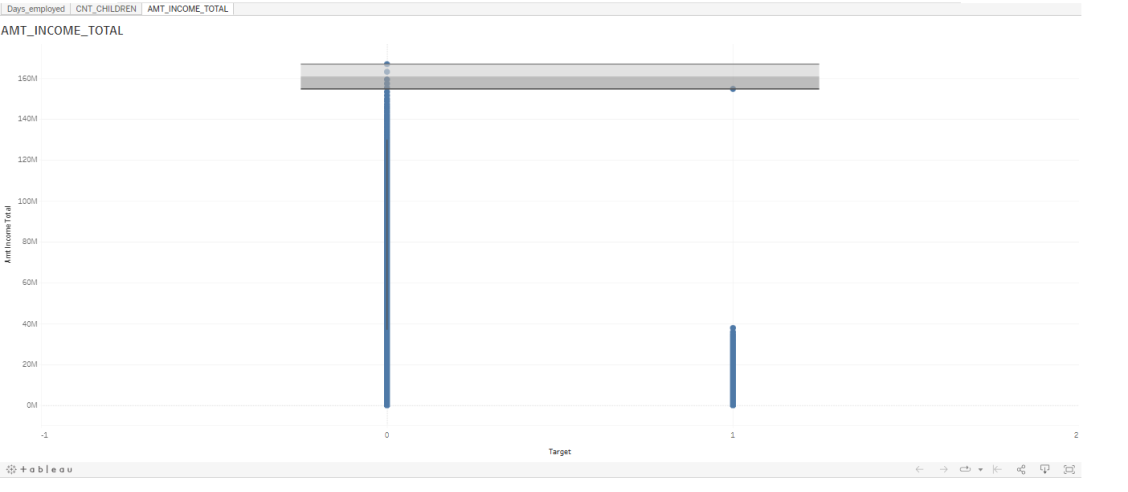 Days_employed CNT_CHILDREN AMT_INCOME_TOTAL
AMT_INCOME_TOTAL
Amt Income Total
160M
140M
120M
100M
80M
60M
40M
20M
0M
-1 0 1 2
Target
+ableau